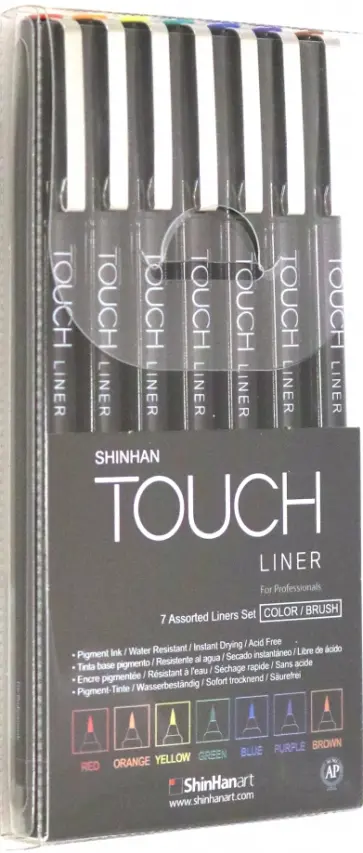 TOUCH LINER
TOUCH LINER
TOUCH LINER
TOUCH LINER
TOUCH LINER
TOUCH LINER
TOUCH LINER
SHINHAN
TOUCH
LINER
For Professionals
7 Assorted Liners Set COLOR / BRUSH
• Pigment Ink / Water Resistant / Instant Drying / Acid Free
• Tinta base pigmento / Resistente al agua / Secado instantáneo / Libre de ácido
• Encre pigmentée / Résistant à l'eau / Séchage rapide / Sans acide
• Pigment-Tinte / Wasserbeständig / Sofort trocknend / Säurefrei
RED ORANGE YELLOW GREEN BLUE PURPLE BROWN
ShinHanart
www.shinhanart.com
AP